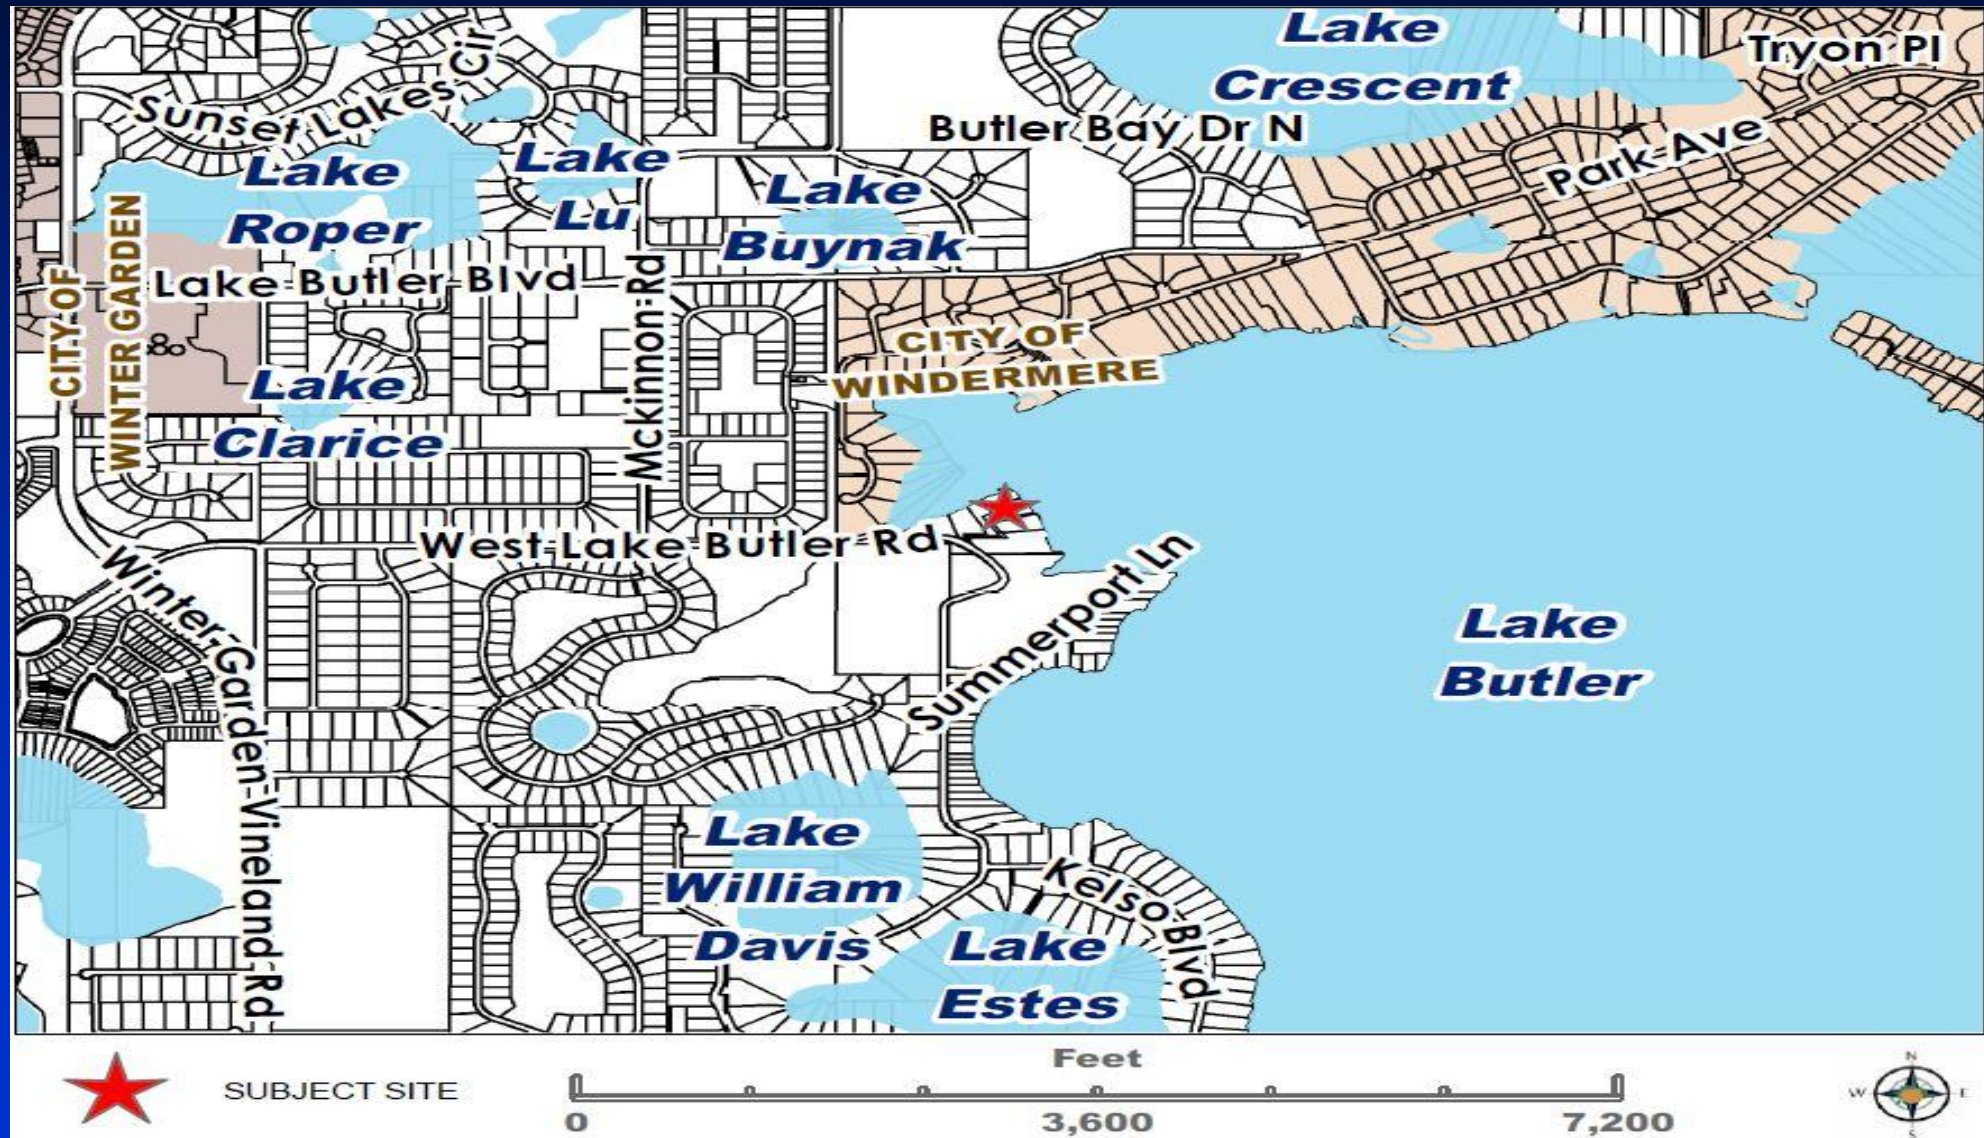 Lake
Crescent
Tryon Pl
Sunset Lakes Cir
Butler Bay Dr N
Park Ave
Lake
Roper
Lake
Lu
Lake
Buynak
CITY OF
WINTER GARDEN
Lake Butler Blvd
Mckinnon Rd
CITY OF
WINDERMERE
Lake
Clarice
West Lake Butler Rd
Summerport Ln
Winter Garden Vineland Rd
Lake
Butler
Lake
William
Davis
Kelso Blvd
Lake
Estes
SUBJECT SITE
Feet
0
3,600
7,200
N
W
E
S